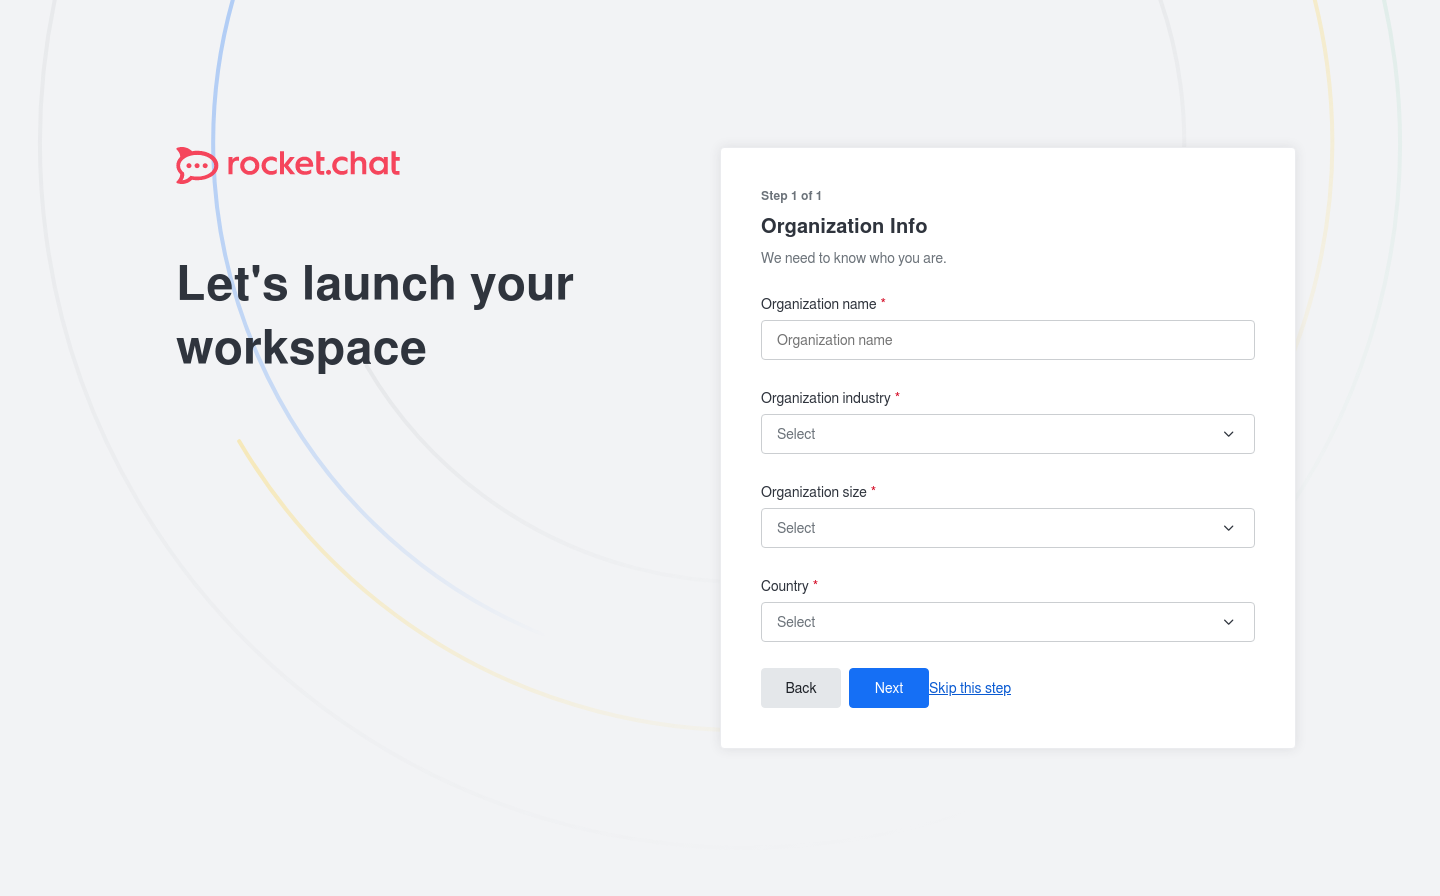 rocket.chat
Let's launch your
workspace
Step 1 of 1
Organization Info
We need to know who you are.
Organization name *
Organization name
Organization industry *
Select
Organization size *
Select
Country *
Select
Back
Next
Skip this step